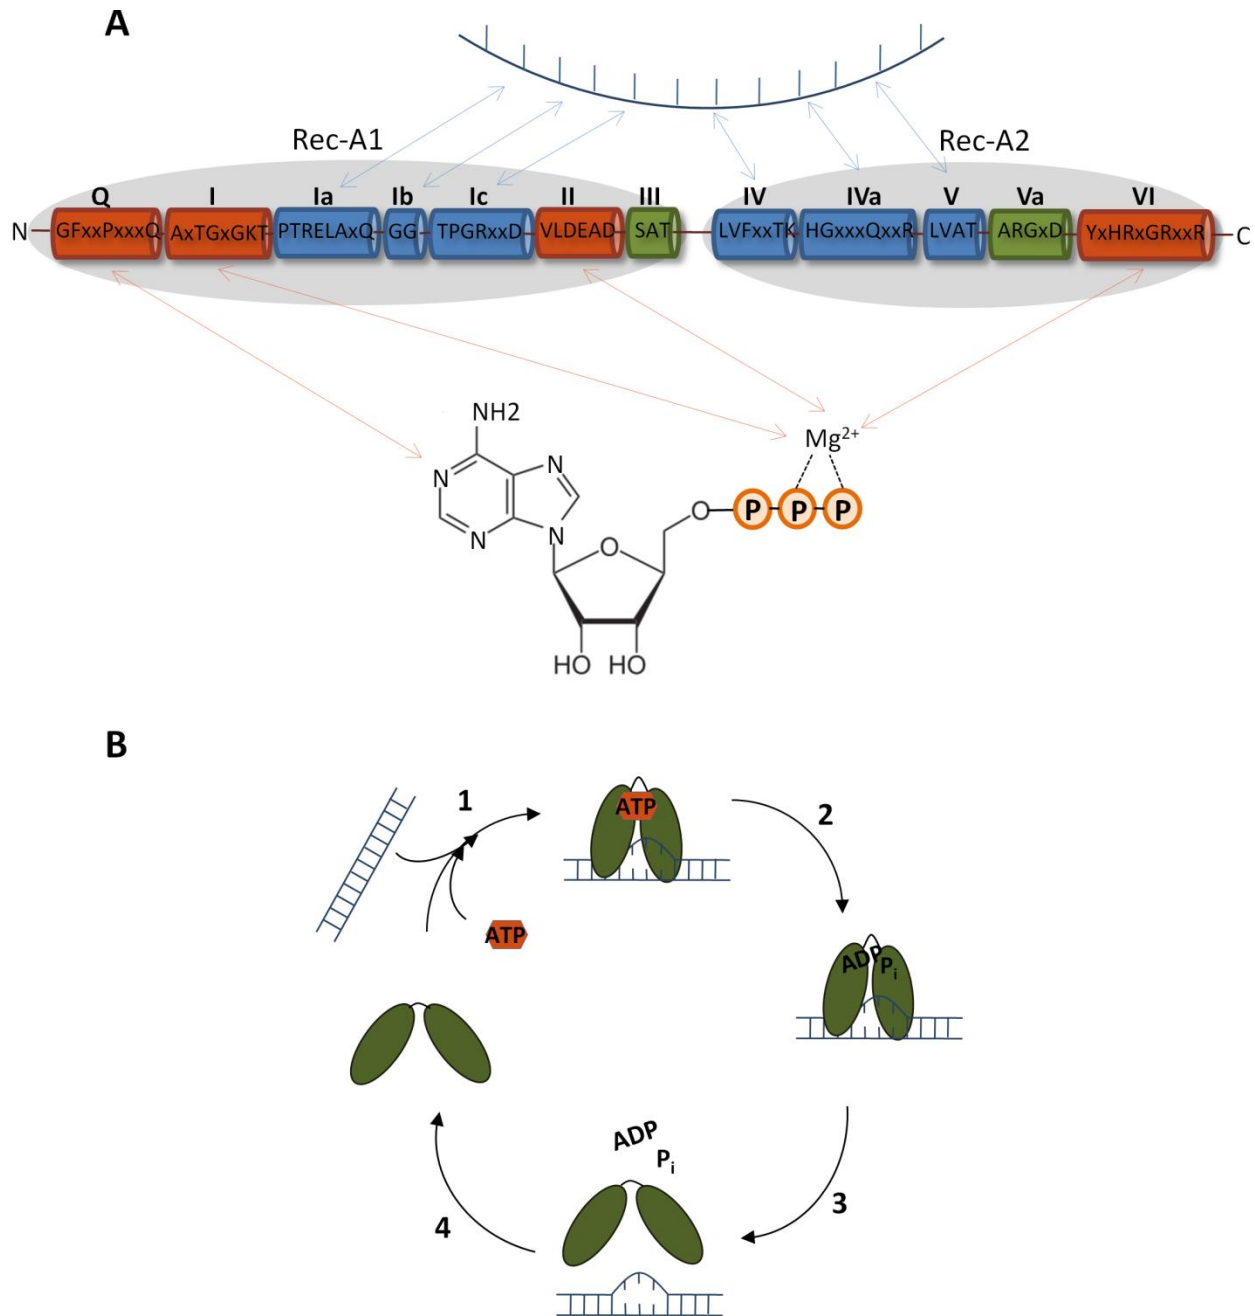 A
Rec-A1
Rec-A2
Q I Ia Ib Ic II III IV IVa V Va VI
N GFxxPxxxQ AxTGxGKT PTRELAxQ GG TPGRxxD VLDEAD SAT LVFxxTK HGxxxQxxR LVAT ARGxD YxHRxGRxxR C
NH2
Mg²⁺
N N
P P P
O
N N
O
HO HO
B
1
ATP
2
ATP
ADP
Pi
ADP
Pi
3
4